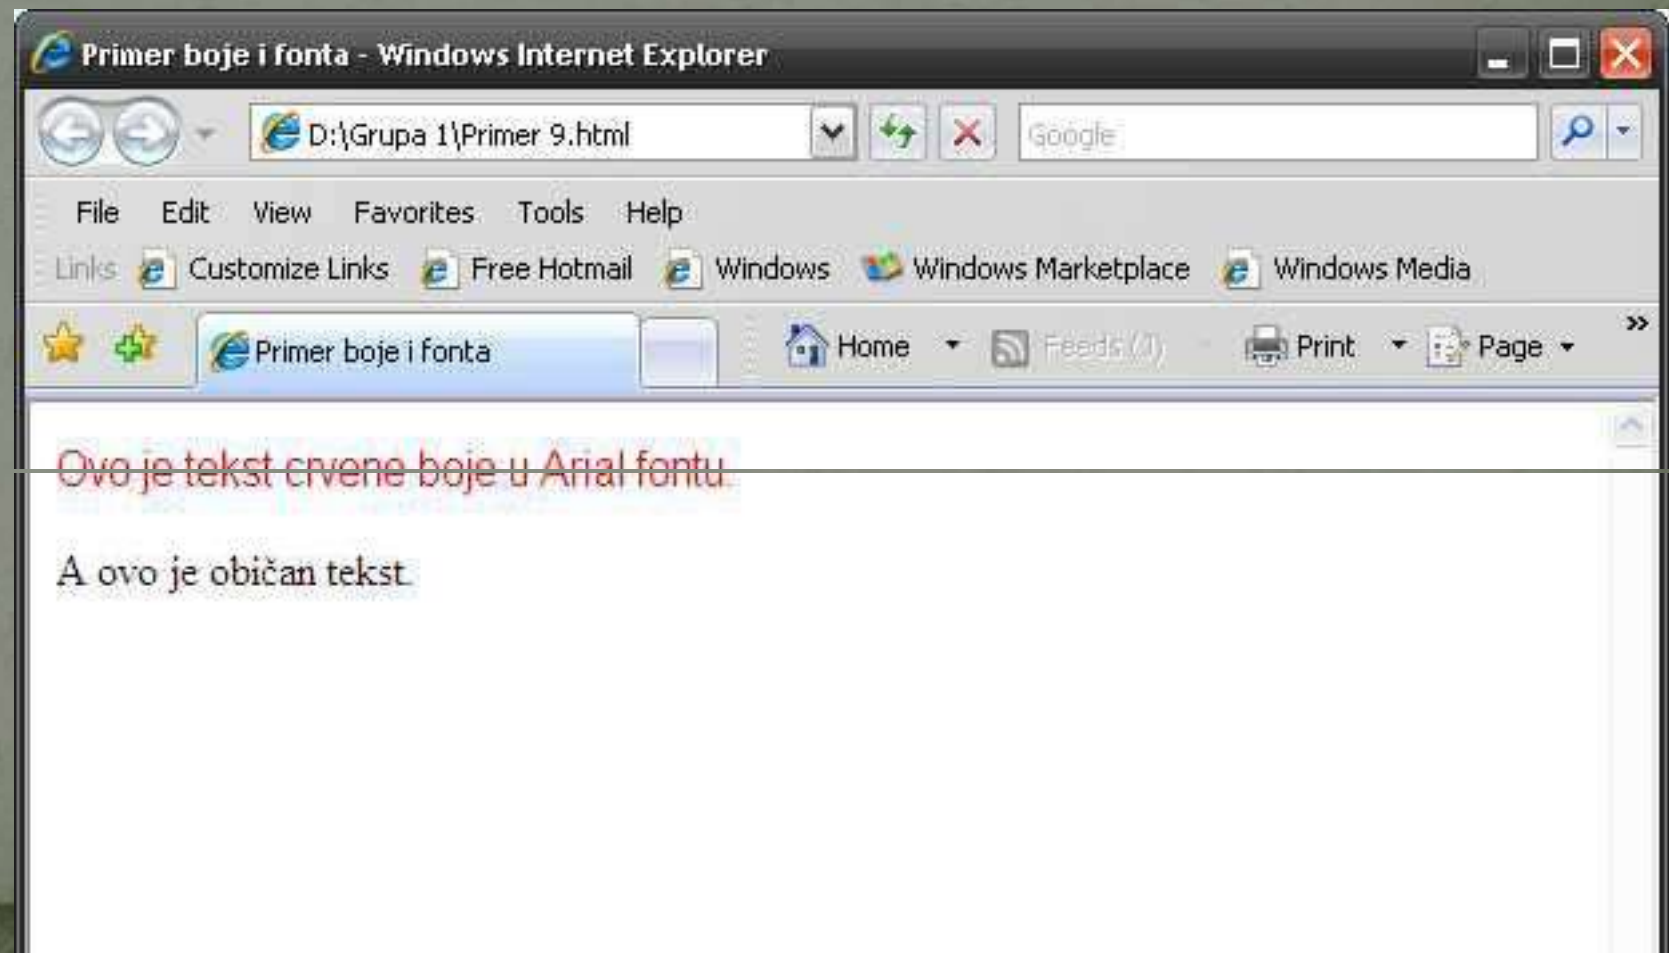 Primer boje i fonta - Windows Internet Explorer
D:\Grupa 1\Primer 9.html
Google
File Edit View Favorites Tools Help
Links Customize Links Free Hotmail Windows Windows Marketplace Windows Media
Primer boje i fonta Home Feeds (J) Print Page »
Ovo je tekst crvene boje u Arial fontu.
A ovo je običan tekst.